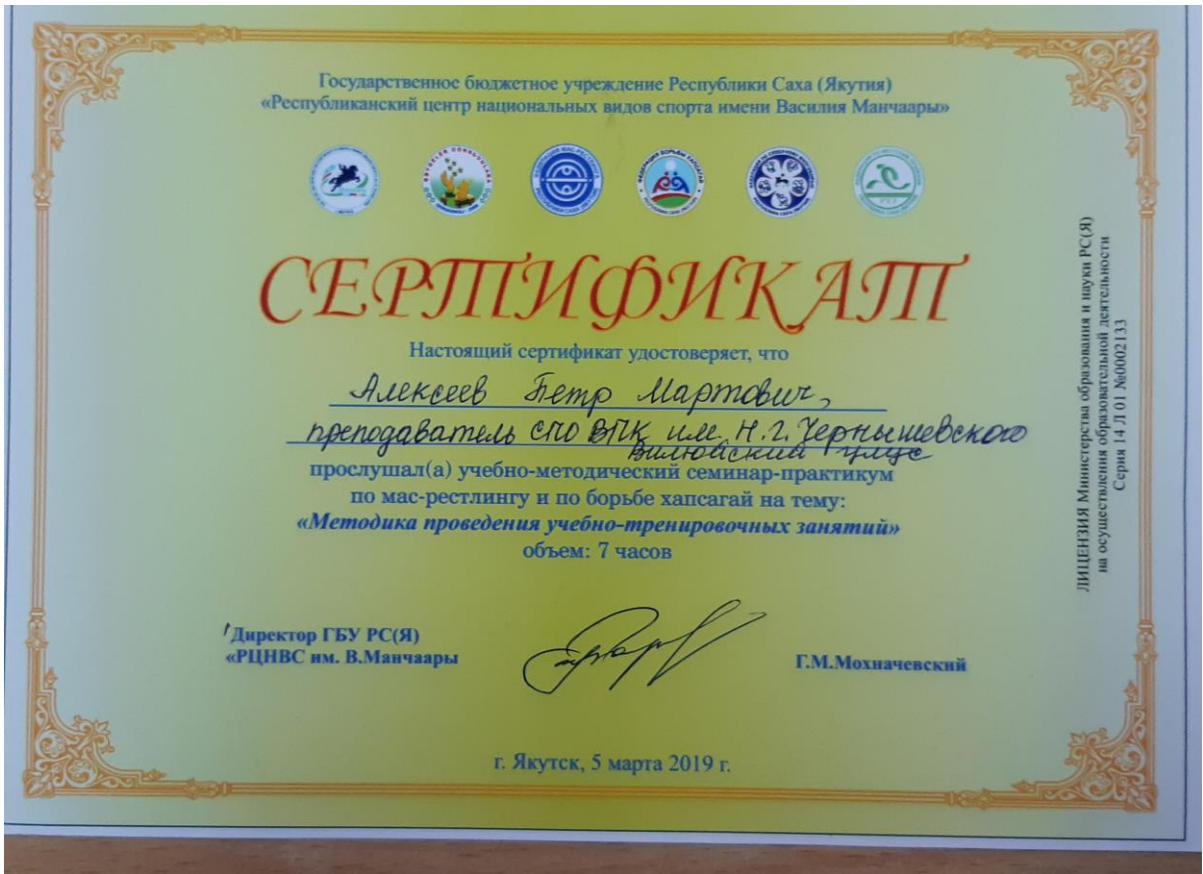 Государственное бюджетное учреждение Республики Саха (Якутия)
«Республиканский центр национальных видов спорта имени Василия Манчаары»
СЕРТИФИКАТ
Настоящий сертификат удостоверяет, что
Алексеев Петр Мартович,
преподаватель СПО ВПК им. Н.Г. Чернышевского
Вилюйский улус
прослушал(а) учебно-методический семинар-практикум
по мас-рестлингу и по борьбе хапсагай на тему:
«Методика проведения учебно-тренировочных занятий»
объем: 7 часов
Директор ГБУ РС(Я)
«РЦНВС им. В.Манчаары
Г.М.Мохначевский
г. Якутск, 5 марта 2019 г.
ЛИЦЕНЗИЯ Министерства образования и науки РС(Я)
на осуществления образовательной деятельности
Серия 14 Л 01 №0002133